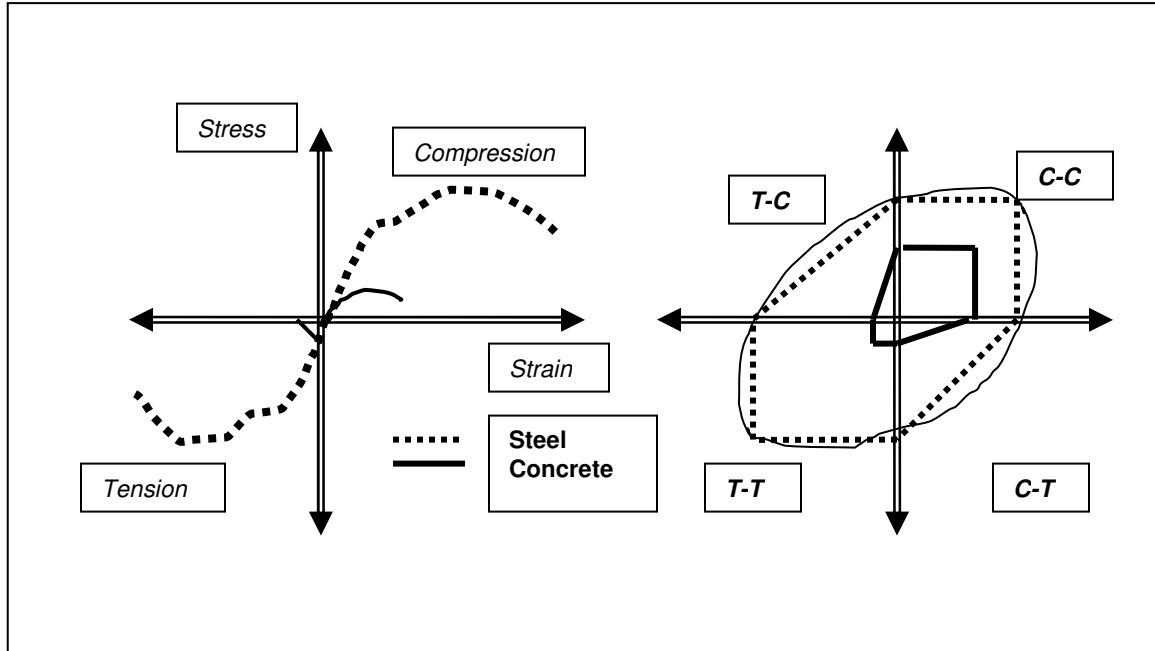 Stress
Compression
Strain
Steel
Concrete
Tension
T-C
C-C
T-T
C-T